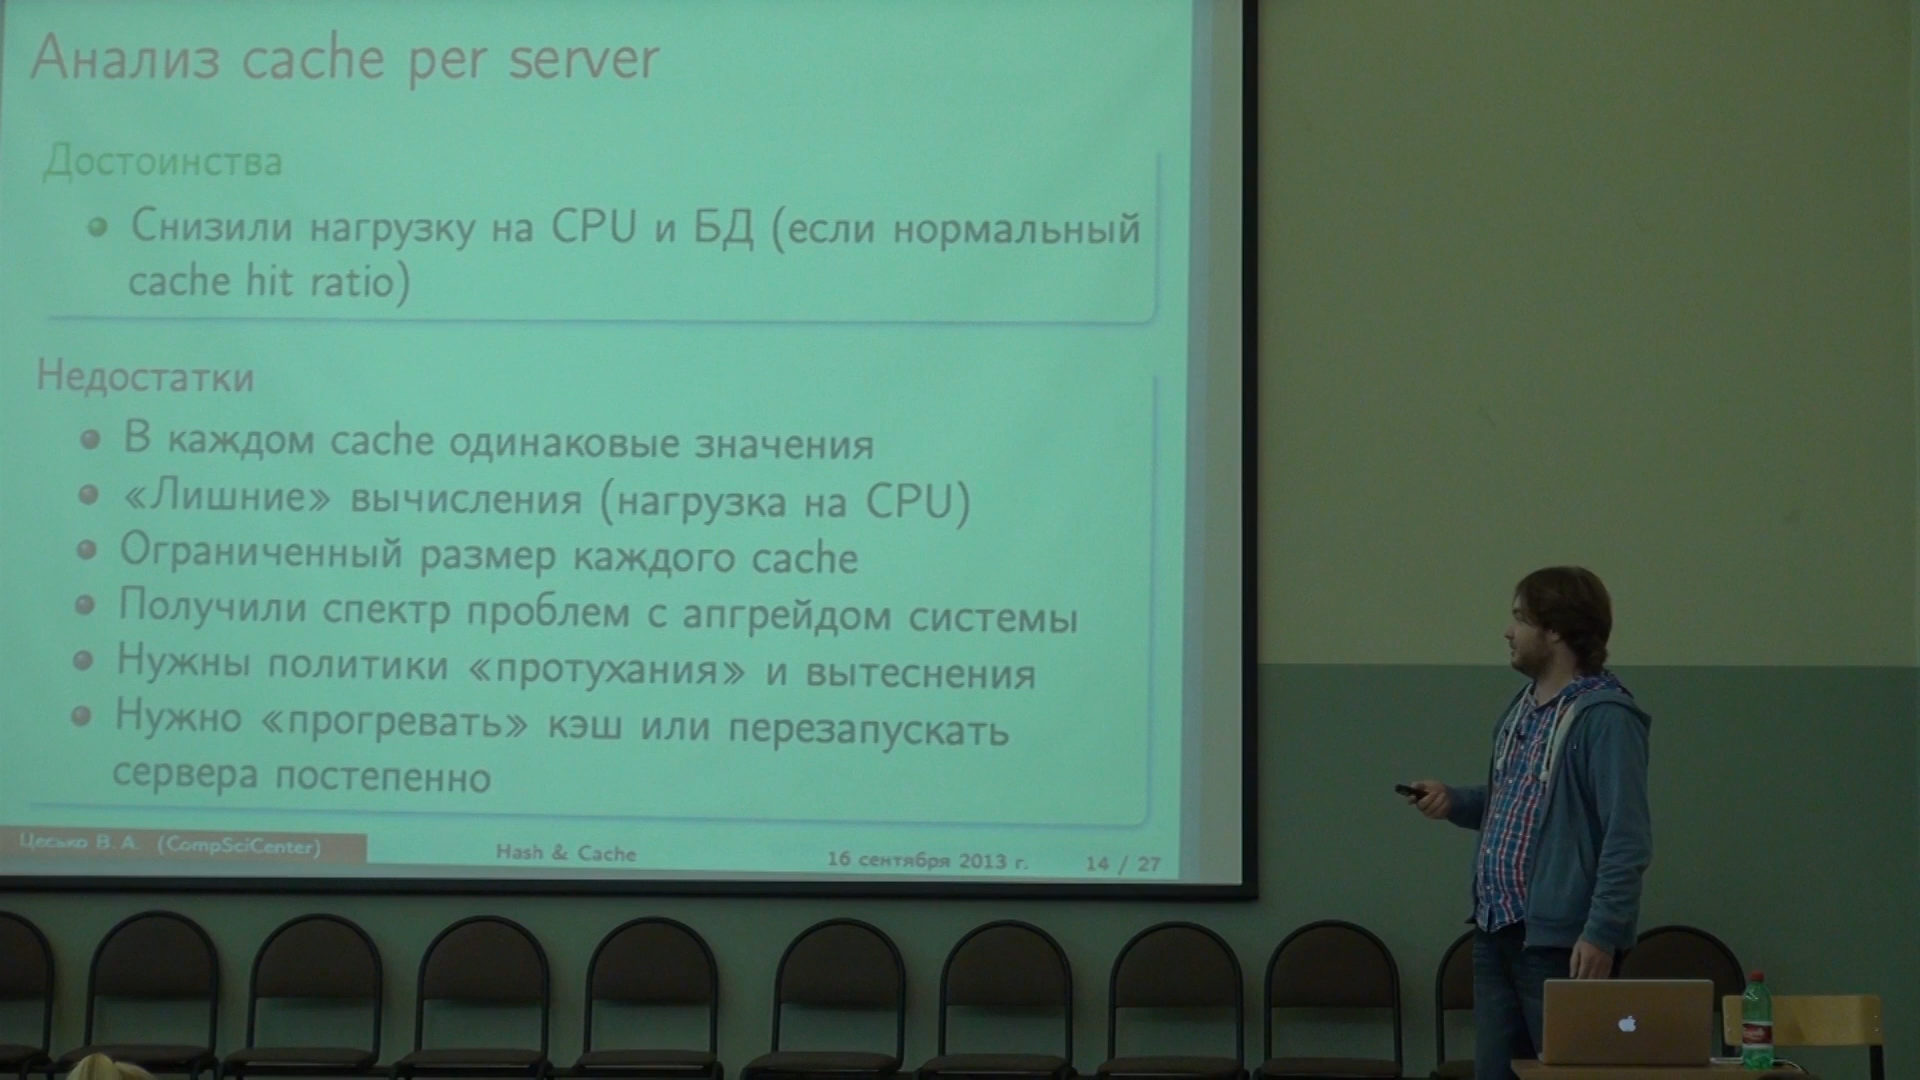 Анализ cache per server
Достоинства
Снизили нагрузку на CPU и БД (если нормальный
cache hit ratio)
Недостатки
В каждом cache одинаковые значения
«Лишние» вычисления (нагрузка на CPU)
Ограниченный размер каждого cache
Получили спектр проблем с апгрейдом системы
Нужны политики «протухания» и вытеснения
Нужно «прогревать» кэш или перезапускать
сервера постепенно
Цесько В. А. (CompSciCenter)
Hash & Cache
16 сентября 2013 г.
14 / 27